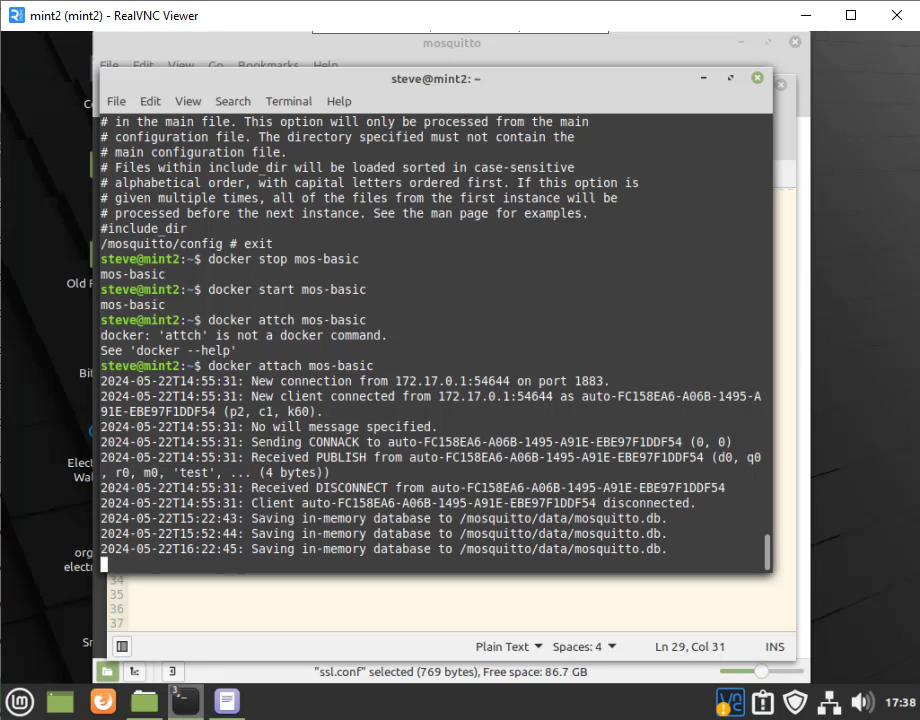 mint2 (mint2) - RealVNC Viewer
mosquitto
File Edit View Go Bookmarks Help
steve@mint2: ~
File Edit View Search Terminal Help
# in the main file. This option will only be processed from the main
# configuration file. The directory specified must not contain the
# main configuration file.
# Files within include_dir will be loaded sorted in case-sensitive
# alphabetical order, with capital letters ordered first. If this option is
# given multiple times, all of the files from the first instance will be
# processed before the next instance. See the man page for examples.
#include_dir
/mosquitto/config # exit
steve@mint2:~$ docker stop mos-basic
mos-basic
steve@mint2:~$ docker start mos-basic
mos-basic
steve@mint2:~$ docker attch mos-basic
docker: 'attch' is not a docker command.
See 'docker --help'
steve@mint2:~$ docker attach mos-basic
2024-05-22T14:55:31: New connection from 172.17.0.1:54644 on port 1883.
2024-05-22T14:55:31: New client connected from 172.17.0.1:54644 as auto-FC158EA6-A06B-1495-A
91E-EBE97F1DDF54 (p2, c1, k60).
2024-05-22T14:55:31: No will message specified.
2024-05-22T14:55:31: Sending CONNACK to auto-FC158EA6-A06B-1495-A91E-EBE97F1DDF54 (0, 0)
2024-05-22T14:55:31: Received PUBLISH from auto-FC158EA6-A06B-1495-A91E-EBE97F1DDF54 (d0, q0
, r0, m0, 'test', ... (4 bytes))
2024-05-22T14:55:31: Received DISCONNECT from auto-FC158EA6-A06B-1495-A91E-EBE97F1DDF54
2024-05-22T14:55:31: Client auto-FC158EA6-A06B-1495-A91E-EBE97F1DDF54 disconnected.
2024-05-22T15:22:43: Saving in-memory database to /mosquitto/data/mosquitto.db.
2024-05-22T15:52:44: Saving in-memory database to /mosquitto/data/mosquitto.db.
2024-05-22T16:22:45: Saving in-memory database to /mosquitto/data/mosquitto.db.
Old F
Bit
Elect
Wal
org
electr
34
35
36
37
Plain Text Spaces: 4 Ln 29, Col 31 INS
"ssl.conf" selected (769 bytes), Free space: 86.7 GB
17:38